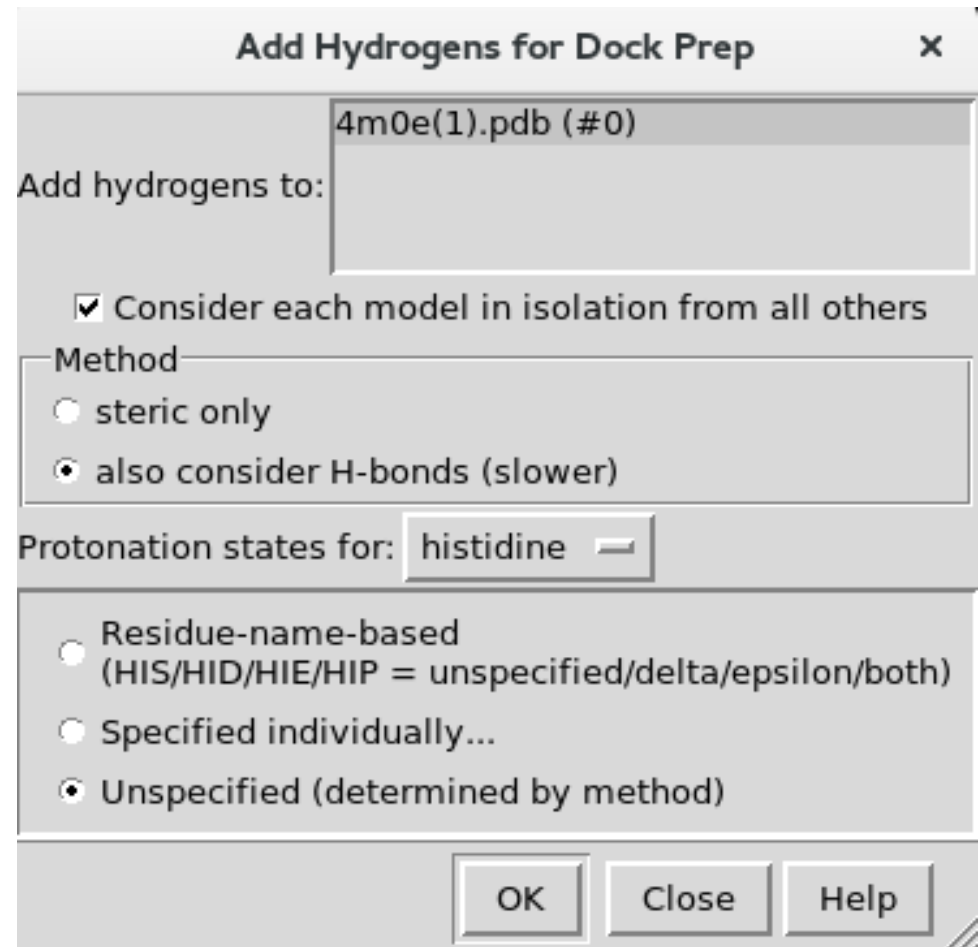 Add Hydrogens for Dock Prep ×
4m0e(1).pdb (#0)
Add hydrogens to:
Consider each model in isolation from all others
Method
steric only
also consider H-bonds (slower)
Protonation states for: histidine
Residue-name-based
(HIS/HID/HIE/HIP = unspecified/delta/epsilon/both)
Specified individually...
Unspecified (determined by method)
OK Close Help